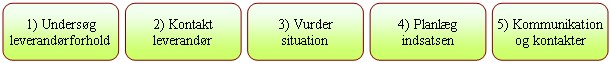 1) Undersøg
leverandørforhold
2) Kontakt
leverandør
3) Vurder
situation
4) Planlæg
indsatsen
5) Kommunikation
og kontakter